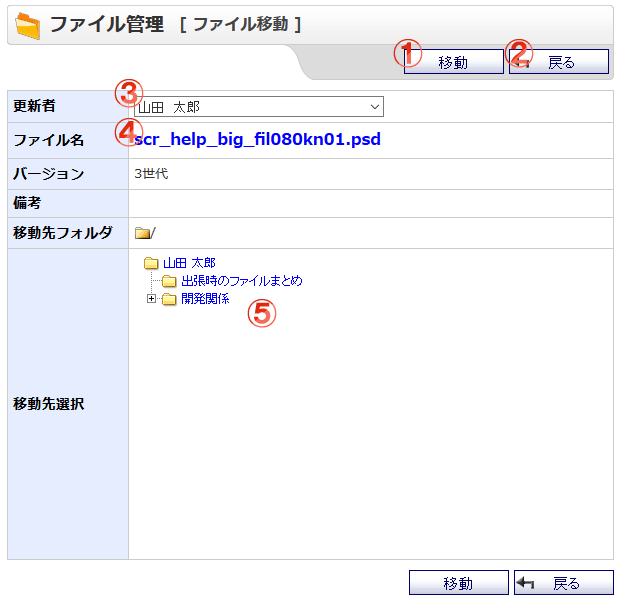 ファイル管理 [ ファイル移動 ]
① 移動 ② 戻る
更新者 ③ 山田 太郎
ファイル名 ④ scr_help_big_fil080kn01.psd
バージョン 3世代
備考
移動先フォルダ /
移動先選択
山田 太郎
出張時のファイルまとめ
開発関係
⑤
移動 戻る